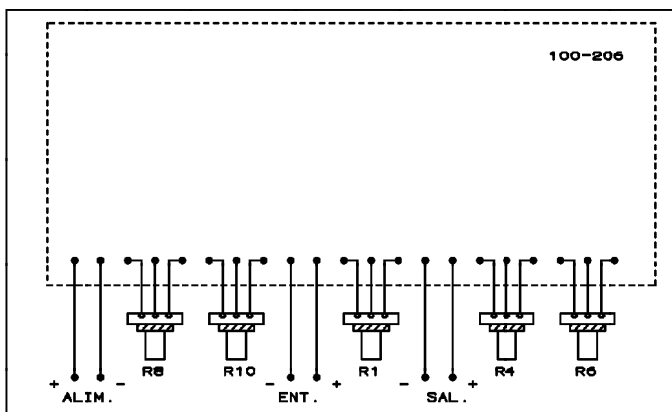 100-206
R8 R10 R1 R4 R6
+ ALIM. - - ENT. + - SAL. +